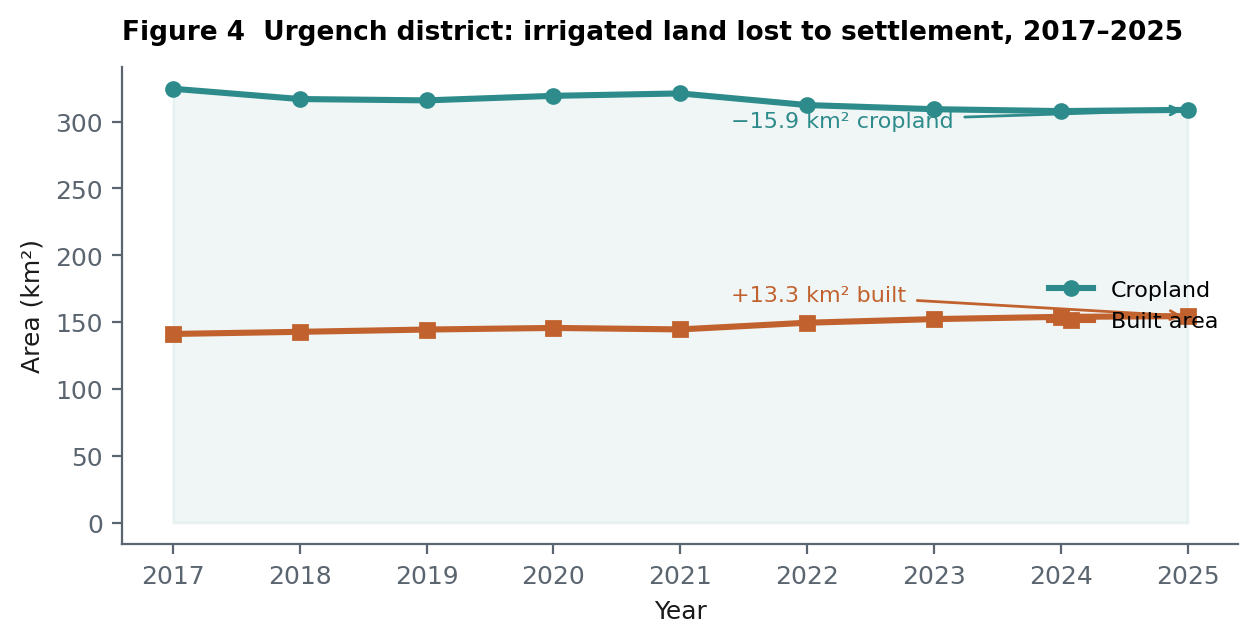 Figure 4  Urgench district: irrigated land lost to settlement, 2017–2025
Area (km²)
300
250
200
150
100
50
0
−15.9 km² cropland
+13.3 km² built
Cropland
Built area
2017 2018 2019 2020 2021 2022 2023 2024 2025
Year